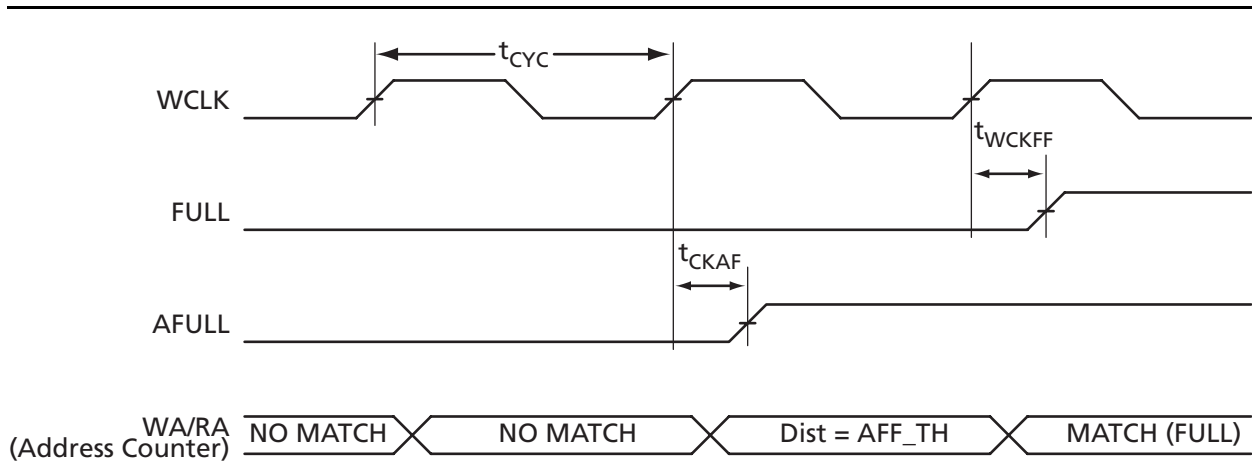 tCYC
WCLK
tWCKFF
FULL
tCKAF
AFULL
WA/RA
(Address Counter)
NO MATCH
NO MATCH
Dist = AFF_TH
MATCH (FULL)